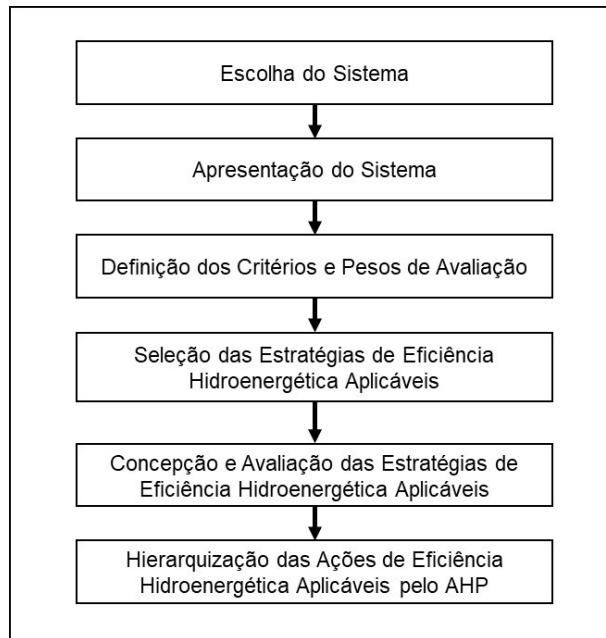 Escolha do Sistema
Apresentação do Sistema
Definição dos Critérios e Pesos de Avaliação
Seleção das Estratégias de Eficiência
Hidroenergética Aplicáveis
Concepção e Avaliação das Estratégias de
Eficiência Hidroenergética Aplicáveis
Hierarquização das Ações de Eficiência
Hidroenergética Aplicáveis pelo AHP